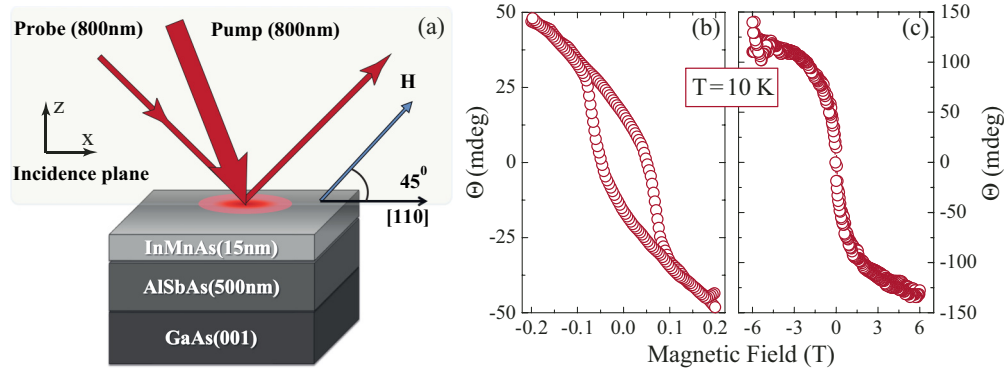 Probe (800nm)
Pump (800nm)
(a)
H
Z
X
Incidence plane
45⁰
[110]
InMnAs(15nm)
AlSbAs(500nm)
GaAs(001)
(b)
(c)
T = 10 K
Θ (mdeg)
50
25
0
-25
-50
-0.2
-0.1
0.0
0.1
0.2
-6
-3
0
3
6
Magnetic Field (T)
150
100
50
0
-50
-100
-150
Θ (mdeg)